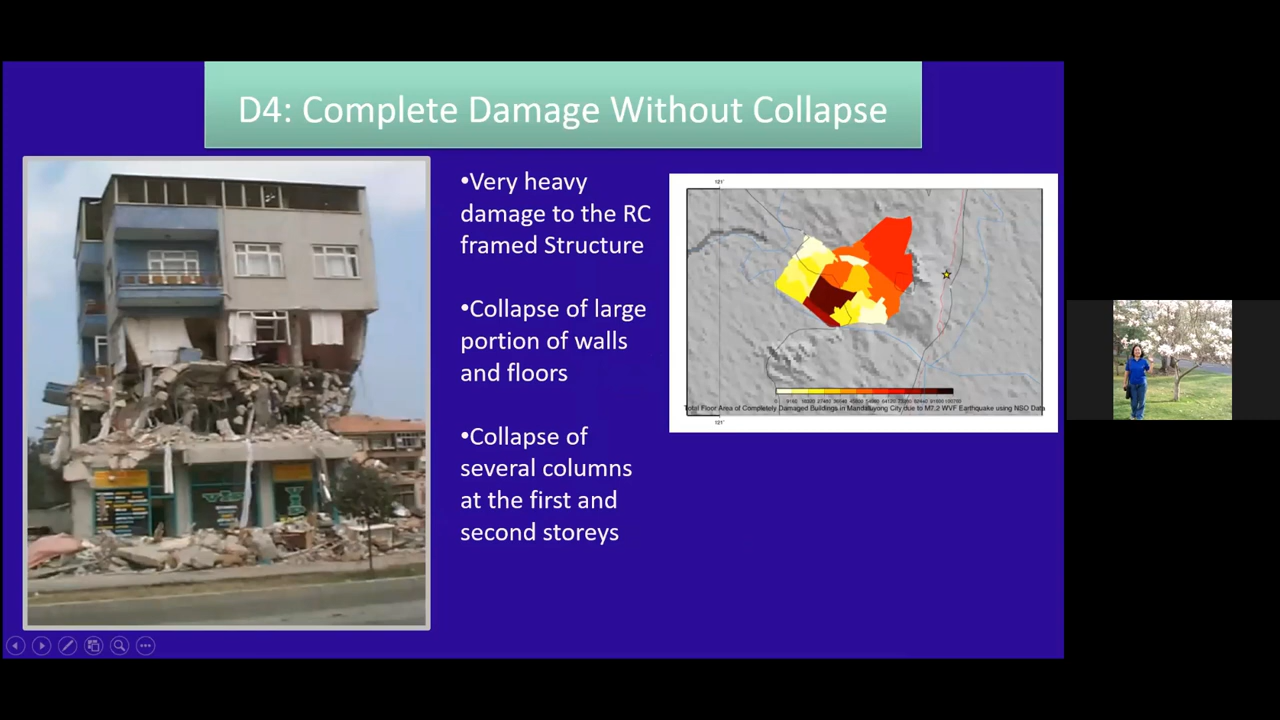 D4: Complete Damage Without Collapse
•Very heavy
damage to the RC
framed Structure
•Collapse of large
portion of walls
and floors
•Collapse of
several columns
at the first and
second storeys
121°
121°
Total Floor Area of Completely Damaged Buildings in Mandaluyong City due to M7.2 WVF Earthquake using NSO Data